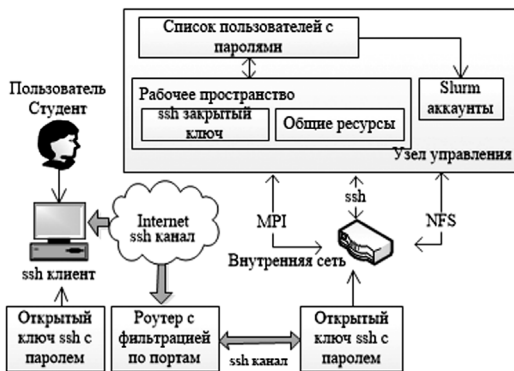 Список пользователей с
паролями
Пользователь
Студент
Рабочее пространство
ssh закрытый
ключ
Общие ресурсы
Slurm
аккаунты
Узел управления
Internet
ssh канал
MPI
ssh
NFS
Внутренняя сеть
ssh клиент
Открытый
ключ ssh с
паролем
Роутер с
фильтрацией
по портам
ssh канал
Открытый
ключ ssh с
паролем